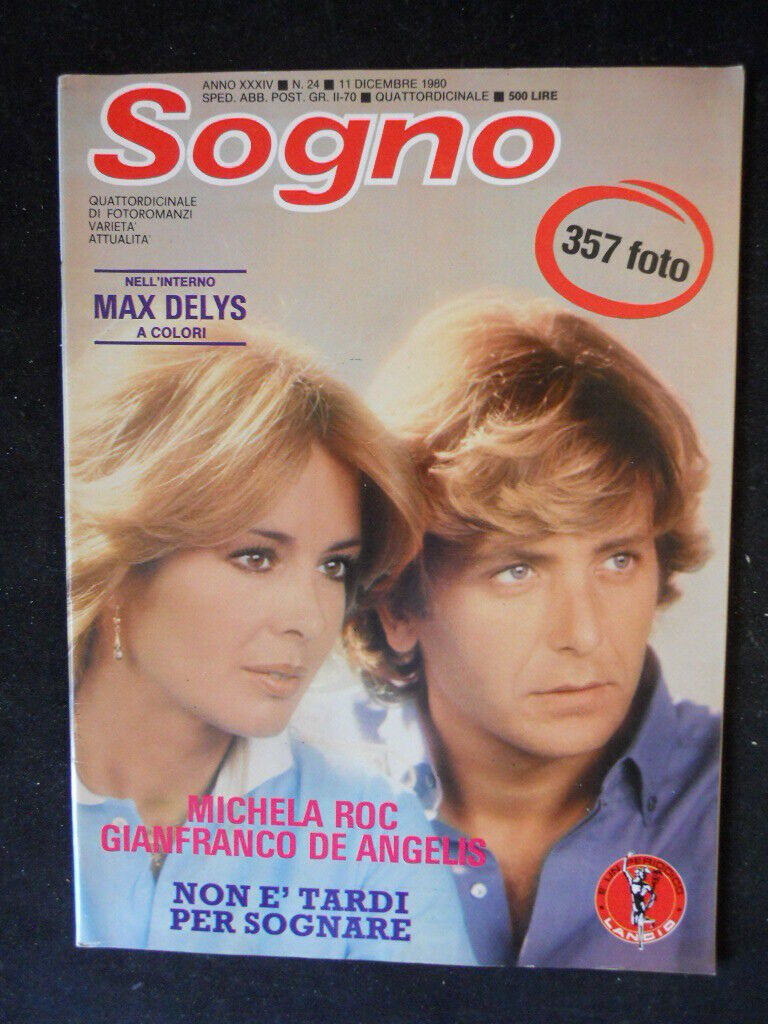 ANNO XXXIV ■ N. 24 ■ 11 DICEMBRE 1980
SPED. ABB. POST. GR. II-70 ■ QUATTORDICINALE ■ 500 LIRE
Sogno
QUATTORDICINALE
DI FOTOROMANZI
VARIETA'
ATTUALITA'
357 foto
NELL'INTERNO
MAX DELYS
A COLORI
MICHELA ROC
GIANFRANCO DE ANGELIS
NON E' TARDI
PER SOGNARE
E UN PERIODICO
LANCIO